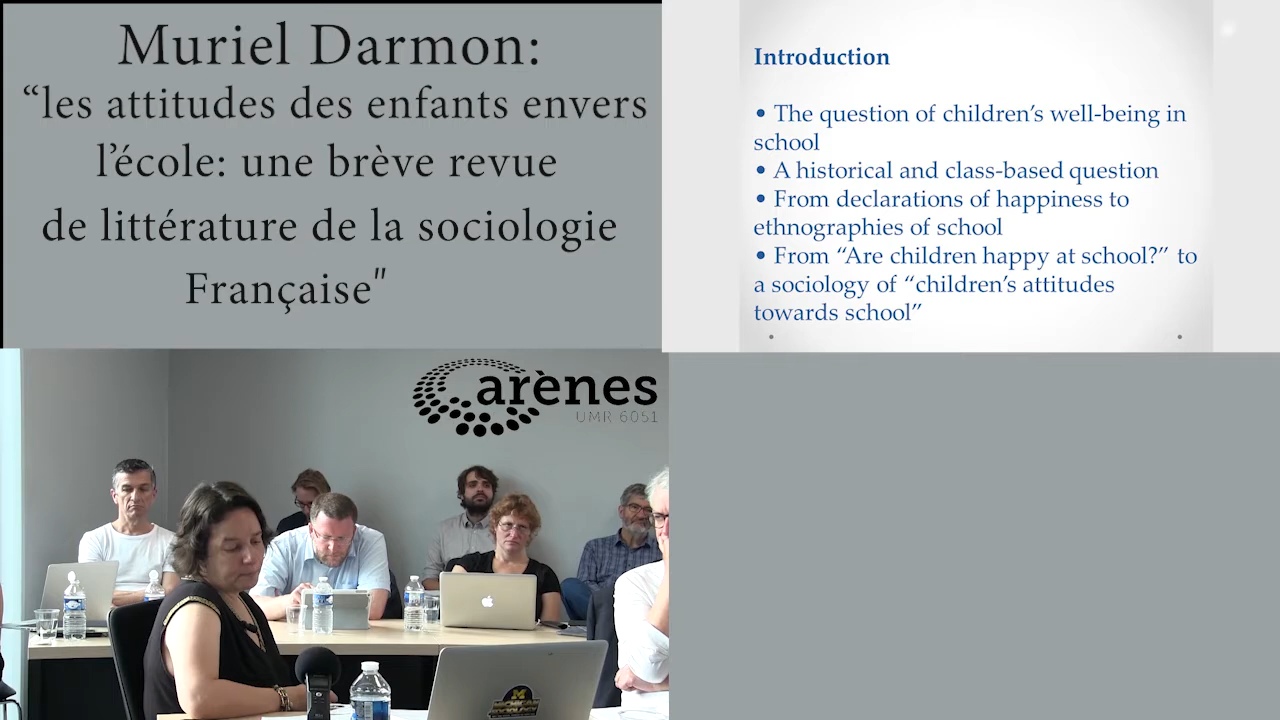 Muriel Darmon:
“les attitudes des enfants envers
l’école: une brève revue
de littérature de la sociologie
Française"
Introduction
• The question of children’s well-being in
school
• A historical and class-based question
• From declarations of happiness to
ethnographies of school
• From “Are children happy at school?” to
a sociology of “children’s attitudes
towards school”
arènes
UMR 6051
M
MICHIGAN
SOCIOLOGY